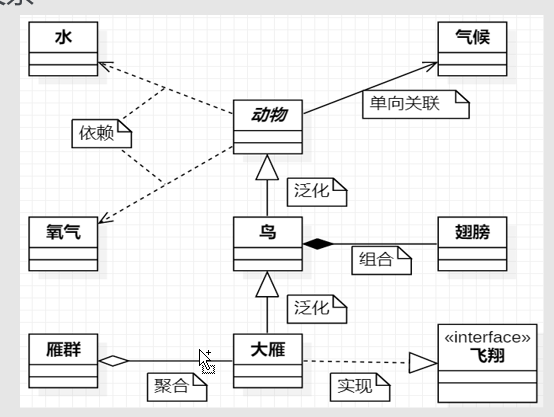 水
气候
动物
单向关联
依赖
泛化
氧气
鸟
翅膀
组合
泛化
雁群
大雁
«interface»
飞翔
聚合
实现